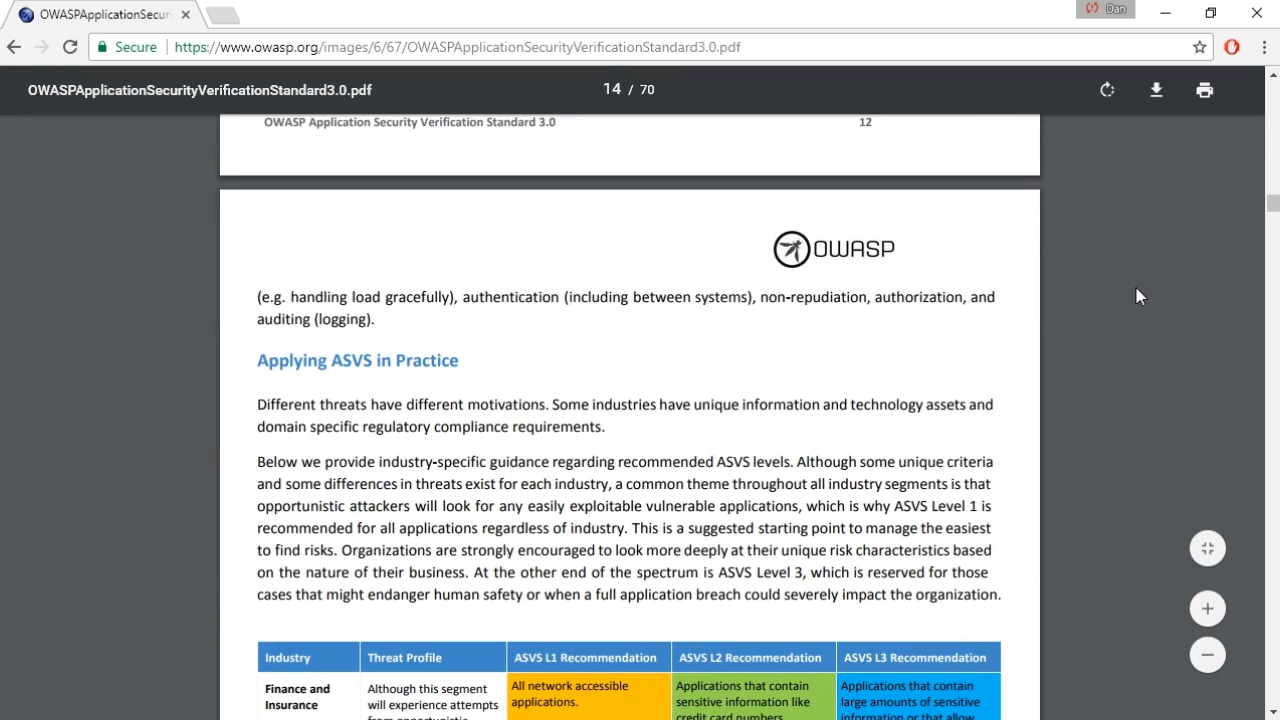 OWASPApplicationSecuri
Dan
Secure
https://www.owasp.org/images/6/67/OWASPApplicationSecurityVerificationStandard3.0.pdf
OWASPApplicationSecurityVerificationStandard3.0.pdf
14 / 70
OWASP Application Security Verification Standard 3.0
12
OWASP
(e.g. handling load gracefully), authentication (including between systems), non-repudiation, authorization, and
auditing (logging).
Applying ASVS in Practice
Different threats have different motivations. Some industries have unique information and technology assets and
domain specific regulatory compliance requirements.
Below we provide industry-specific guidance regarding recommended ASVS levels. Although some unique criteria
and some differences in threats exist for each industry, a common theme throughout all industry segments is that
opportunistic attackers will look for any easily exploitable vulnerable applications, which is why ASVS Level 1 is
recommended for all applications regardless of industry. This is a suggested starting point to manage the easiest
to find risks. Organizations are strongly encouraged to look more deeply at their unique risk characteristics based
on the nature of their business. At the other end of the spectrum is ASVS Level 3, which is reserved for those
cases that might endanger human safety or when a full application breach could severely impact the organization.
Industry
Threat Profile
ASVS L1 Recommendation
ASVS L2 Recommendation
ASVS L3 Recommendation
Finance and
Insurance
Although this segment
will experience attempts
from opportunistic
All network accessible
applications.
Applications that contain
sensitive information like
credit card numbers
Applications that contain
large amounts of sensitive
information or that allow